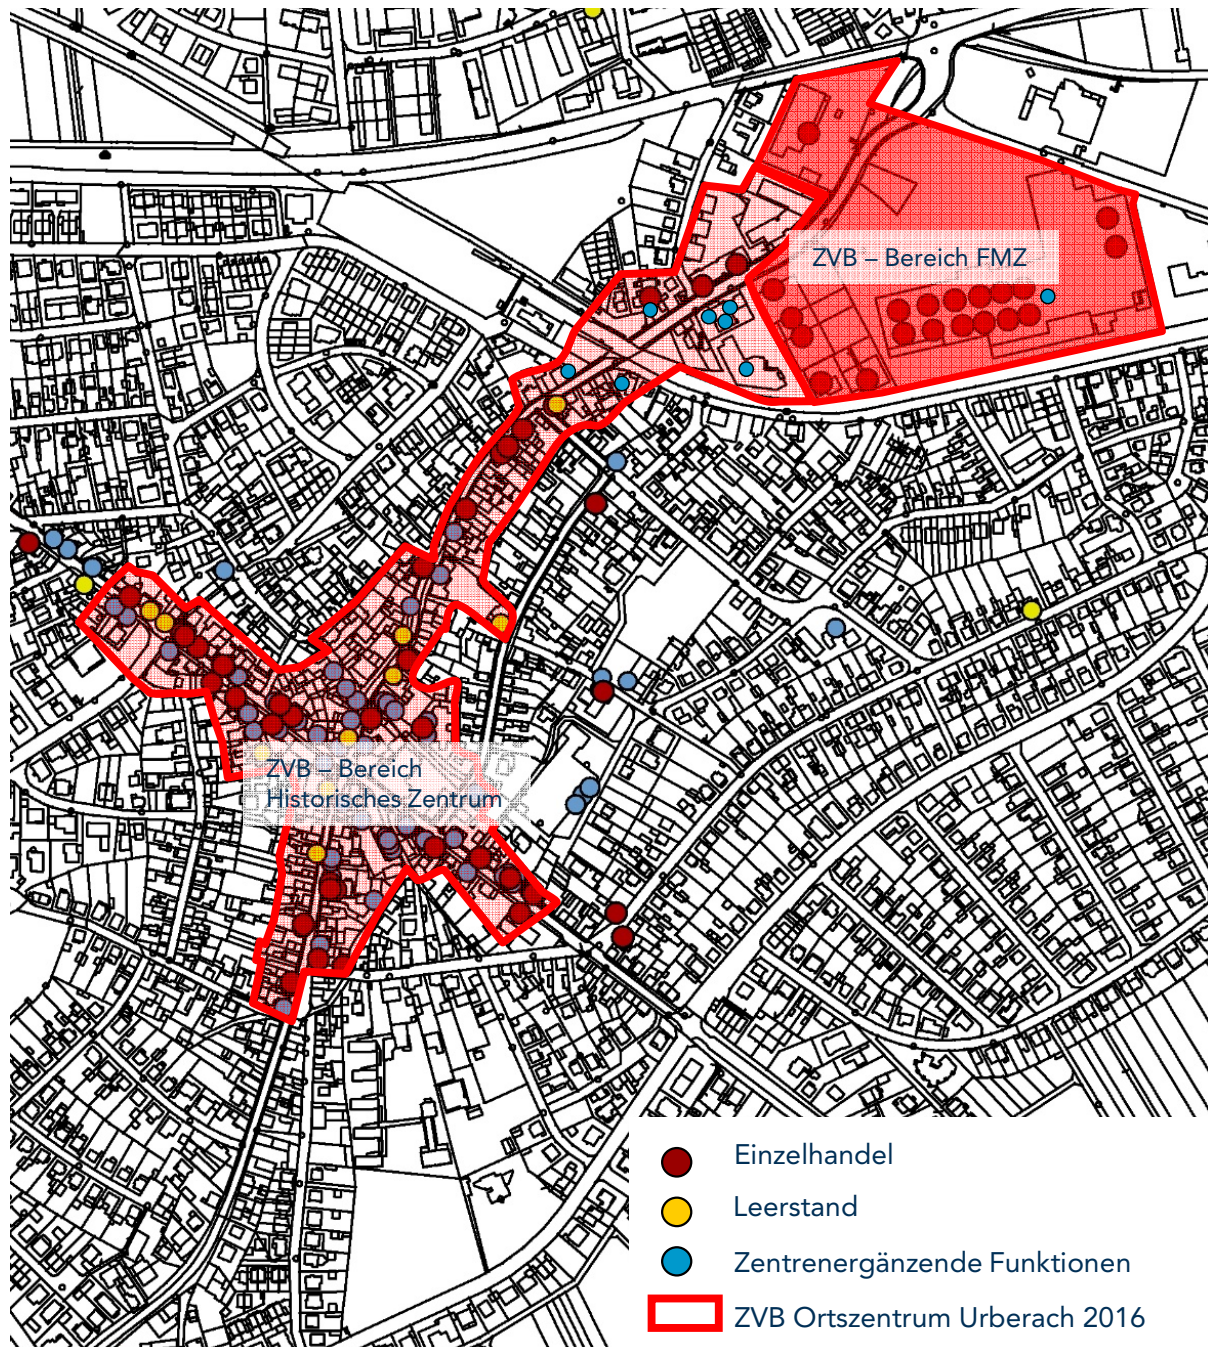 ZVB – Bereich FMZ
ZVB – Bereich
Historisches Zentrum
Einzelhandel
Leerstand
Zentrenergänzende Funktionen
ZVB Ortszentrum Urberach 2016